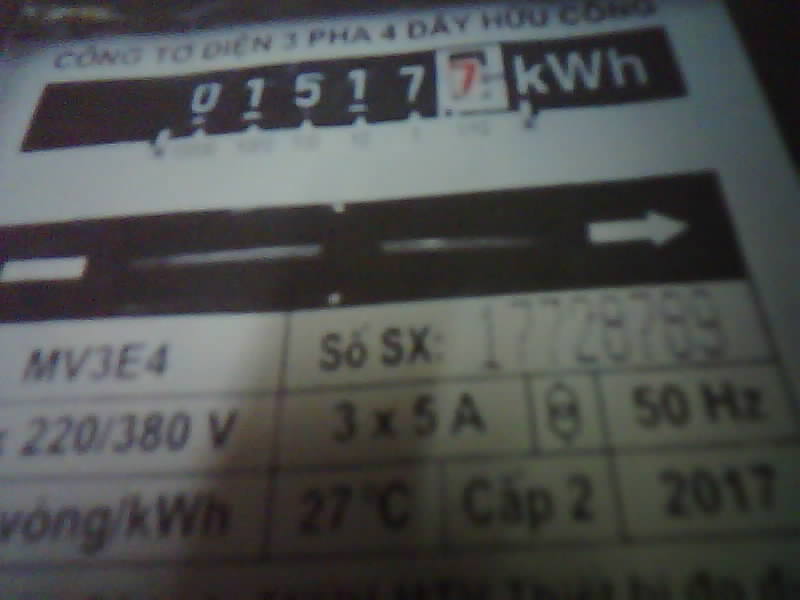 CÔNG TƠ ĐIỆN 3 PHA 4 DÂY HỮU CÔNG
0 1 5 1 7 7 kWh
MV3E4 Số SX: 17728789
220/380 V 3 x 5 A 50 Hz
vòng/kWh 27 °C Cấp 2 2017